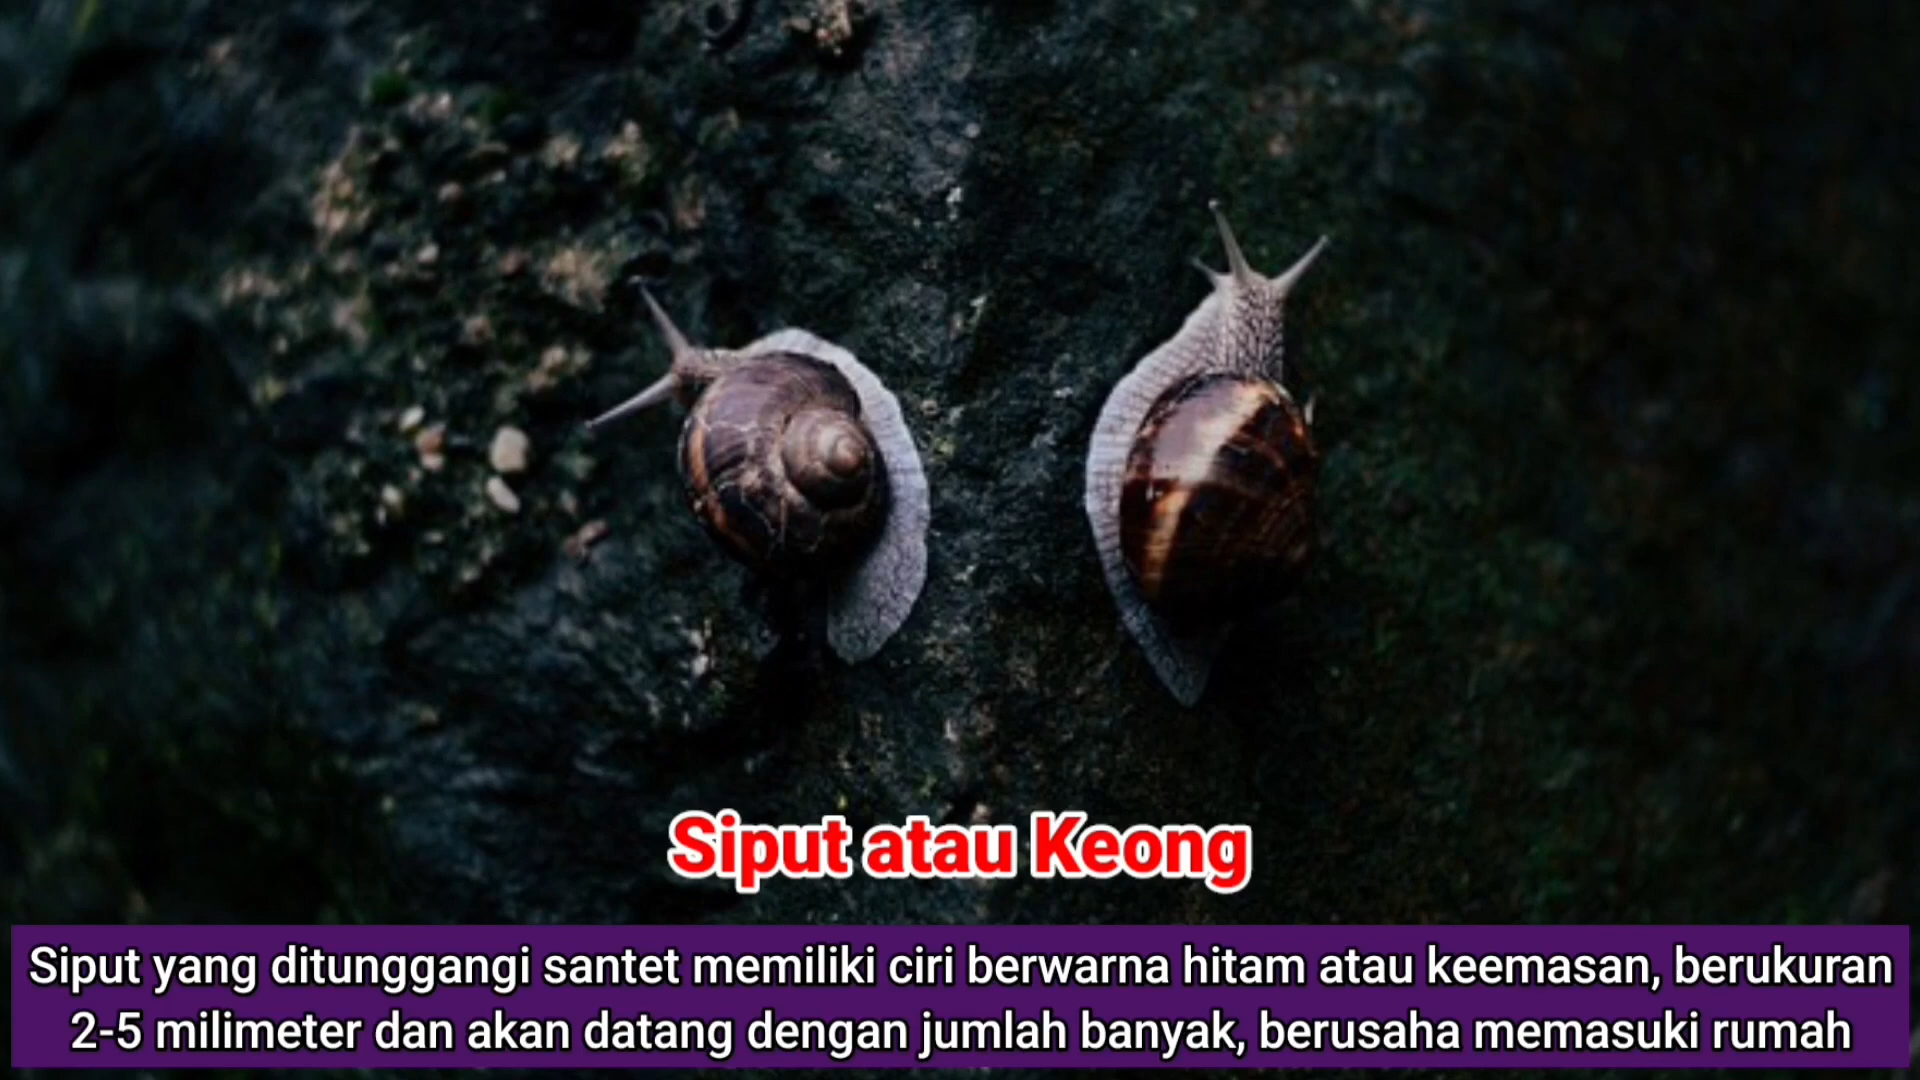 Siput atau Keong
Siput yang ditunggangi santet memiliki ciri berwarna hitam atau keemasan, berukuran
2-5 milimeter dan akan datang dengan jumlah banyak, berusaha memasuki rumah